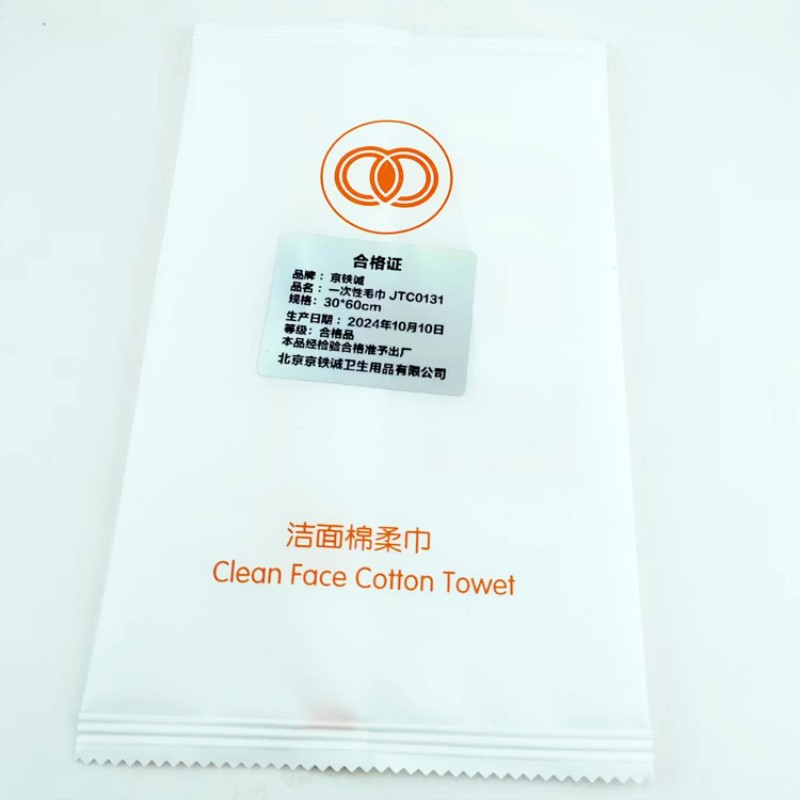 合格证
品牌：京铁诚
品名：一次性毛巾 JTC0131
规格：30*60cm
生产日期：2024年10月10日
等级：合格品
本品经检验合格准予出厂
北京京铁诚卫生用品有限公司
洁面棉柔巾
Clean Face Cotton Towet